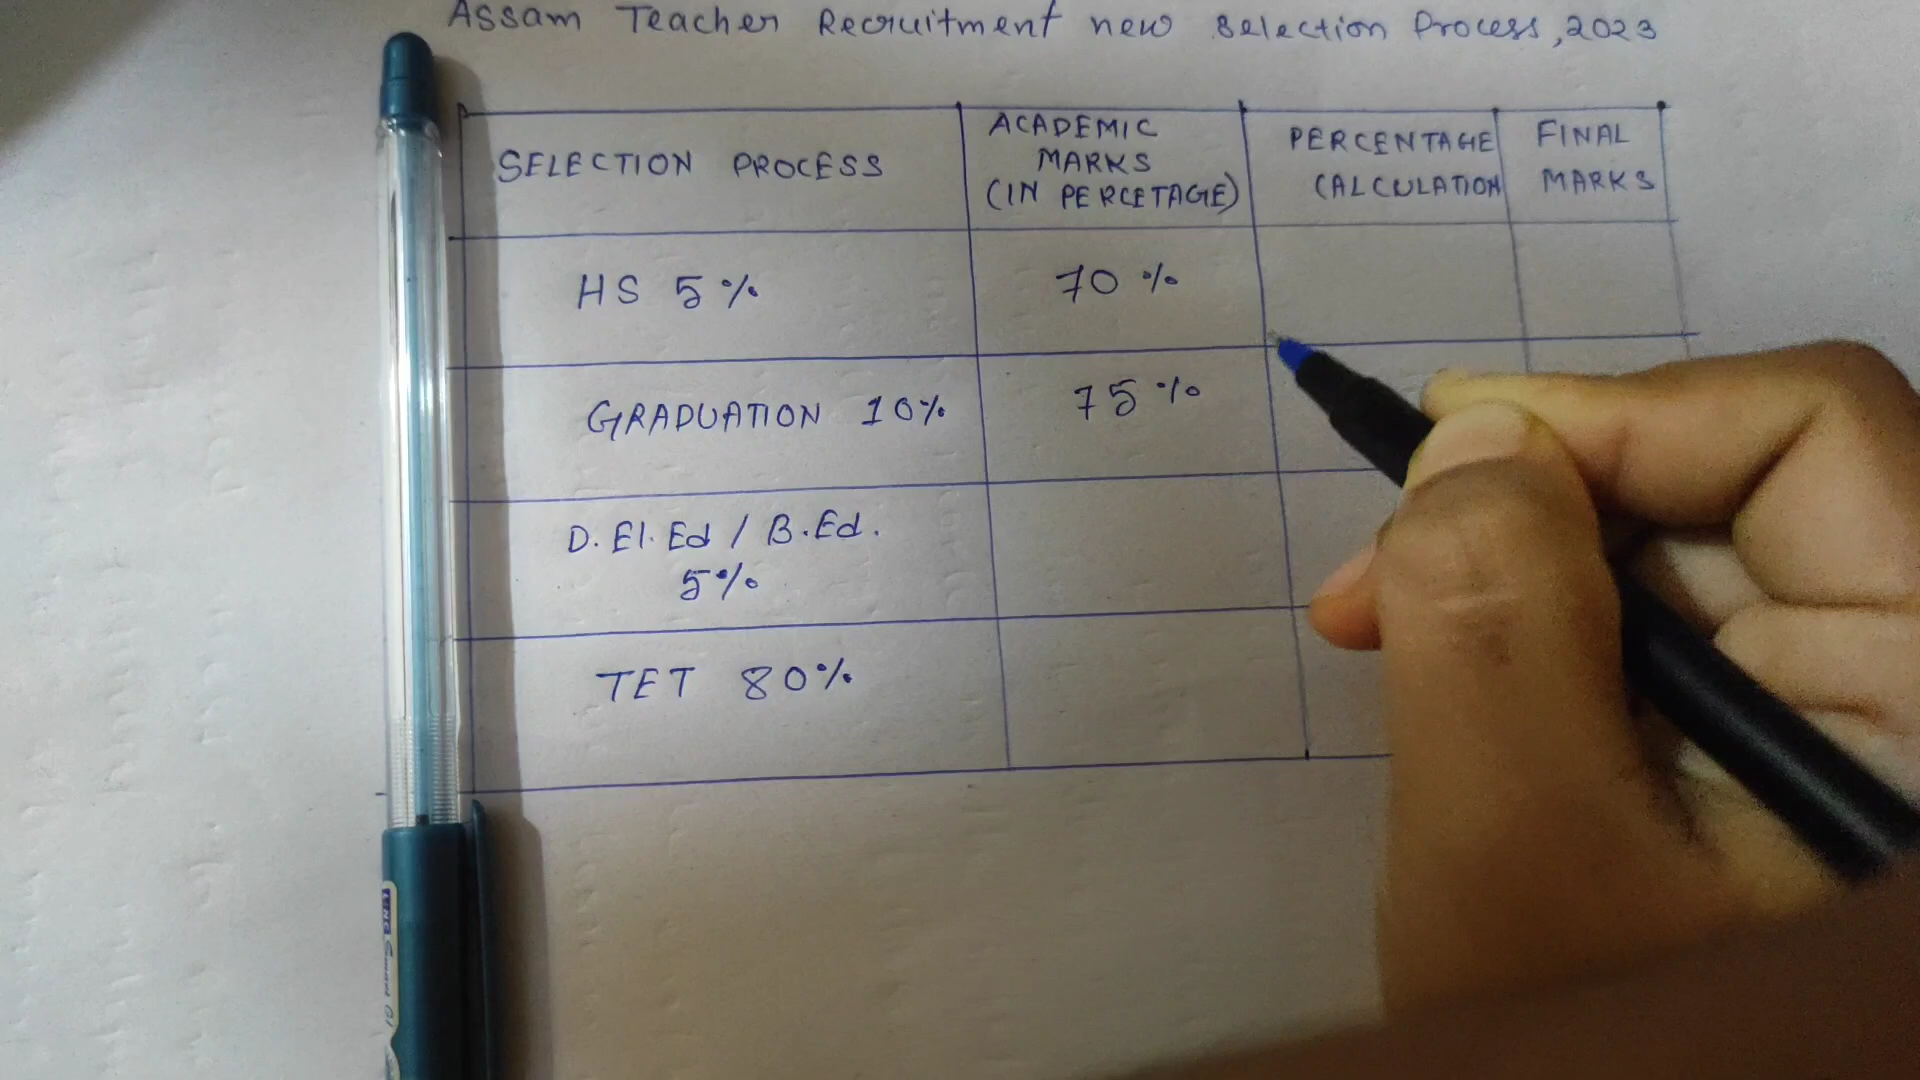 Assam Teacher Recruitment new Selection Process, 2023
SELECTION PROCESS
ACADEMIC
MARKS
(IN PERCETAGE)
PERCENTAGE
CALCULATION
FINAL
MARKS
HS 5%
70%
GRADUATION 10%
75%
D. El. Ed / B.Ed.
5%
TET 80%